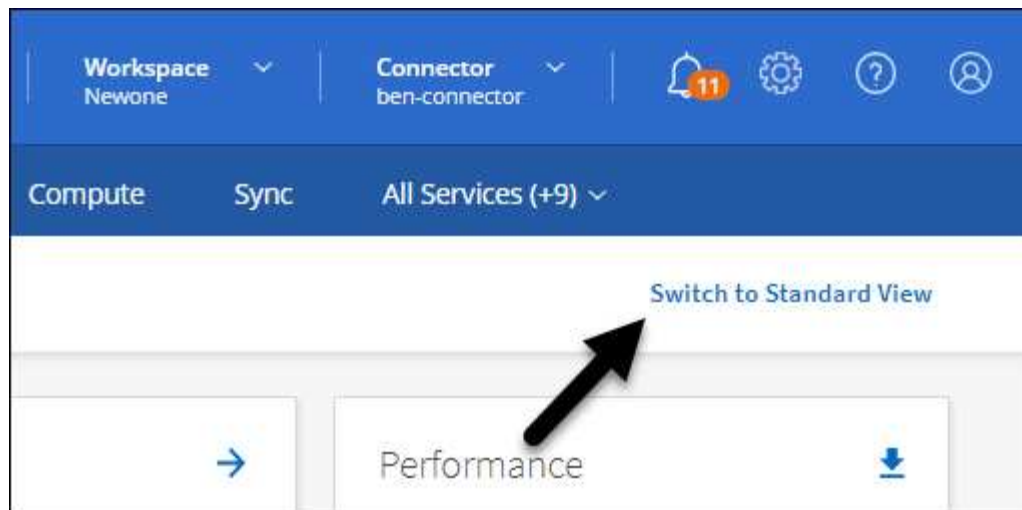 Workspace
Newone
Connector
ben-connector
11
?
Compute Sync All Services (+9)
Switch to Standard View
Performance